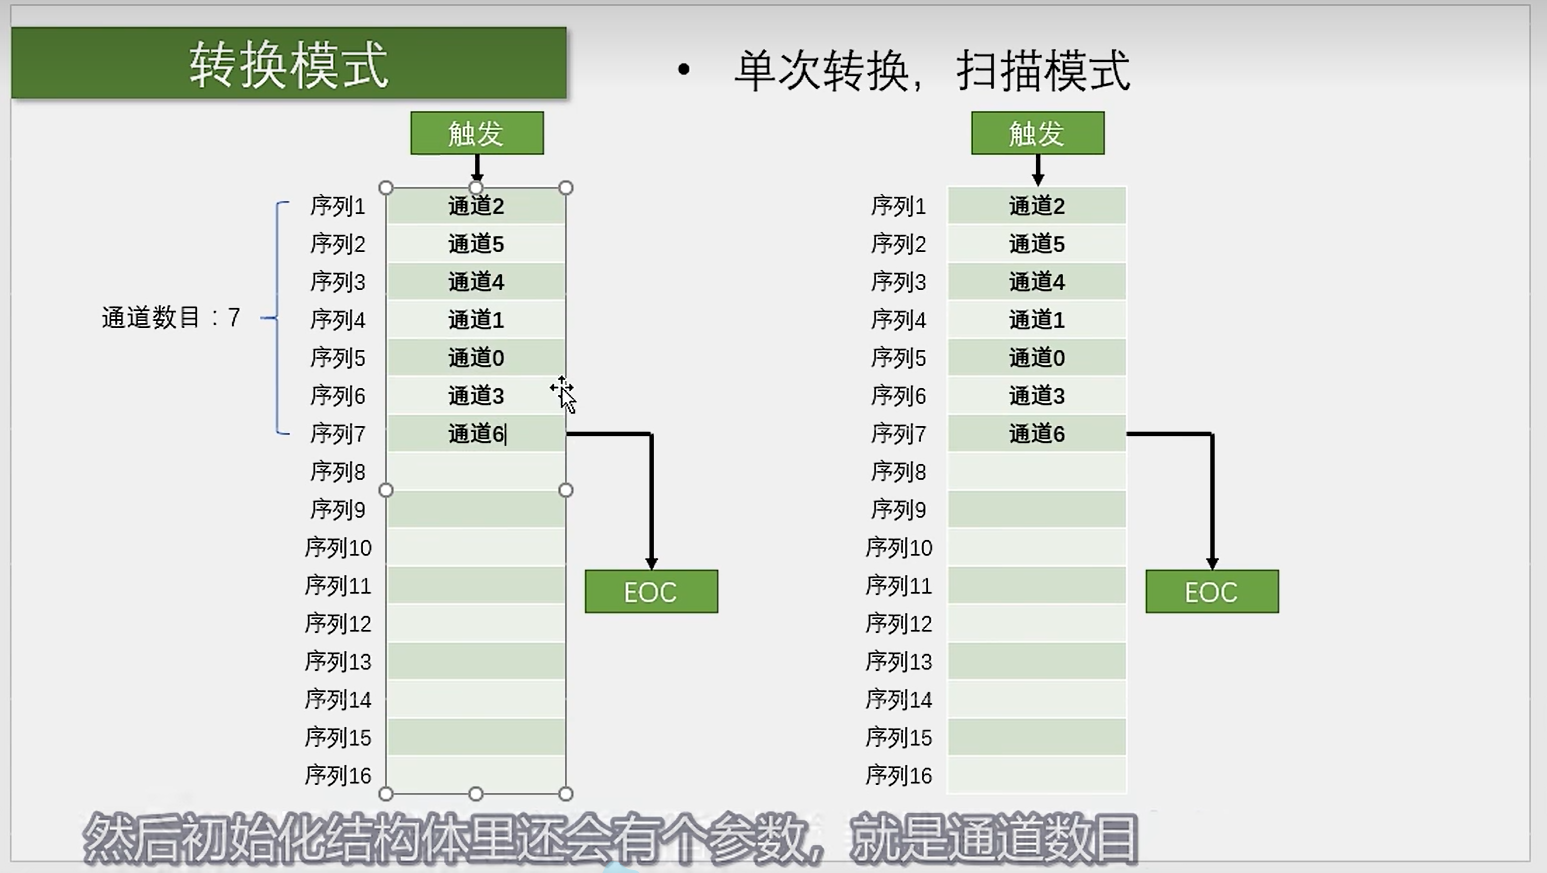 转换模式
• 单次转换，扫描模式
触发
触发
通道数目：7
序列1 通道2
序列2 通道5
序列3 通道4
序列4 通道1
序列5 通道0
序列6 通道3
序列7 通道6
序列8
序列9
序列10
序列11
序列12
序列13
序列14
序列15
序列16
EOC
序列1 通道2
序列2 通道5
序列3 通道4
序列4 通道1
序列5 通道0
序列6 通道3
序列7 通道6
序列8
序列9
序列10
序列11
序列12
序列13
序列14
序列15
序列16
EOC
然后初始化结构体里还会有个参数，就是通道数目